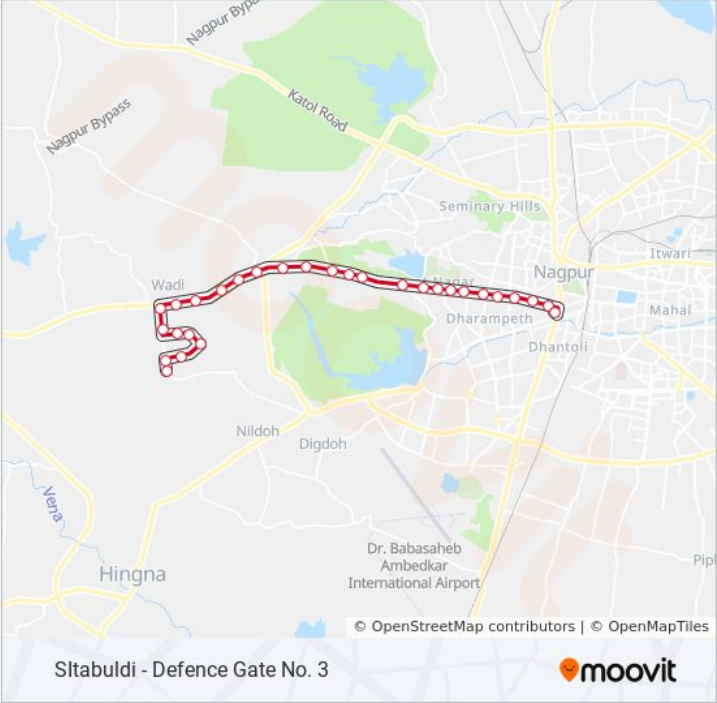 Nagpur Bypa
Katol Road
Nagpur Bypass
Seminary Hills
Itwari
Nagar
Nagpur
Wadi
Mahal
Dharampeth
Dhantoli
Nildoh
Digdoh
Vena
Dr. Babasaheb
Ambedkar
International Airport
Pipl
Hingna
© OpenStreetMap contributors | © OpenMapTiles
SItabuldi - Defence Gate No. 3
moovit